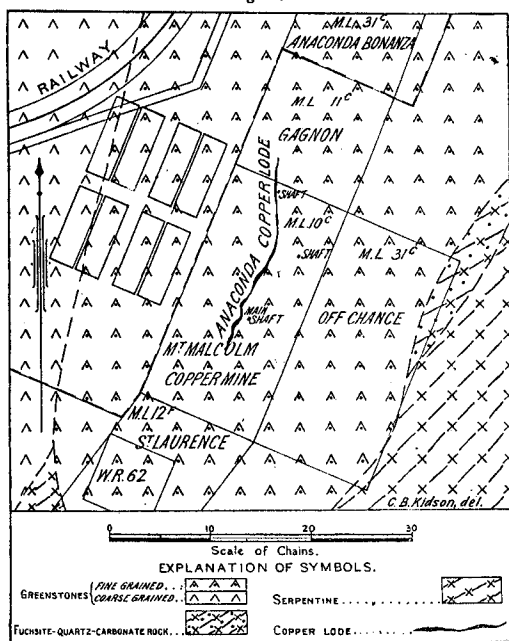 M.L. 31ᶜ
ANACONDA BONANZA
RAILWAY
M.L 11ᶜ
GAGNON
ANACONDA COPPER LODE
SHAFT
M.L.10ᶜ
SHAFT
M.L 31ᶜ
MAIN
SHAFT
OFF CHANCE
Mᵀ MALCOLM
COPPER MINE
M.L.12ᶠ
Sᵀ LAURENCE
W.R. 62
C.B. Kidson, del.
0 10 20 30
Scale of Chains.
EXPLANATION OF SYMBOLS.
GREENSTONES { FINE GRAINED...
COARSE GRAINED...
SERPENTINE
FUCHSITE-QUARTZ-CARBONATE ROCK...
COPPER LODE